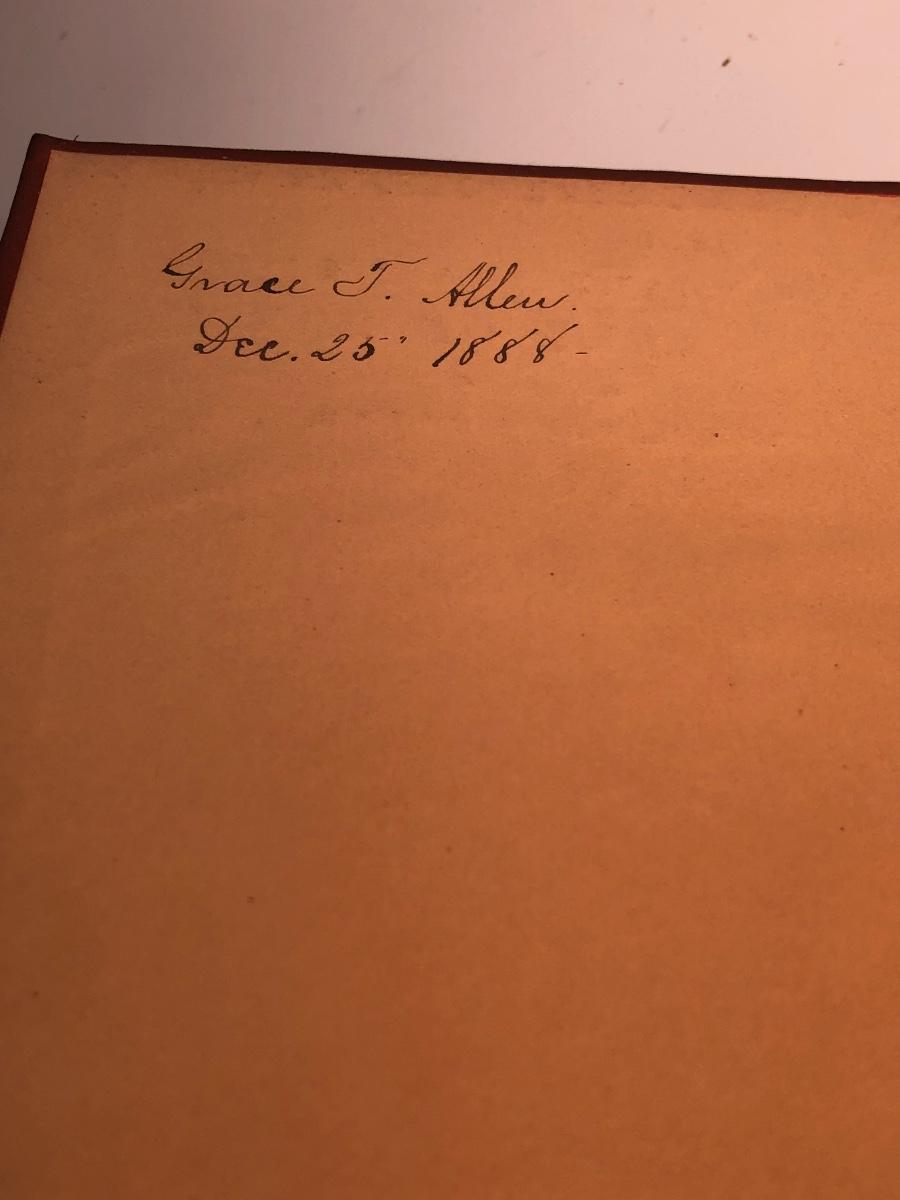 Grace T. Allen.
Dec. 25" 1888-